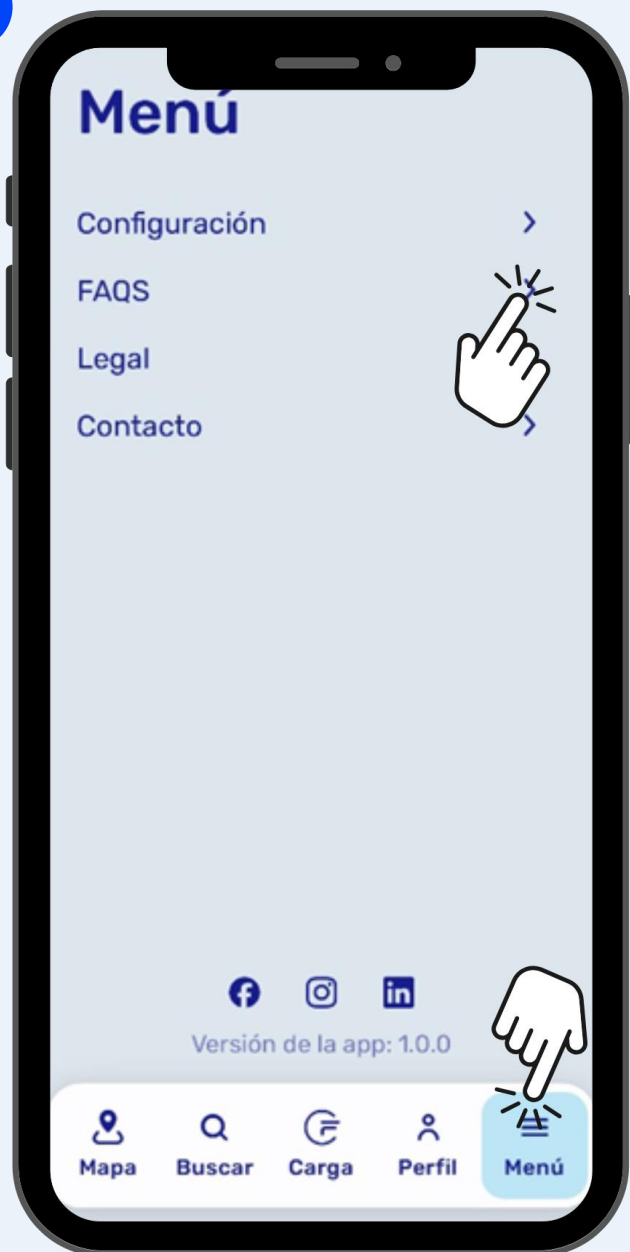 Menú
Configuración
FAQS
Legal
Contacto
Versión de la app: 1.0.0
Mapa Buscar Carga Perfil Menú